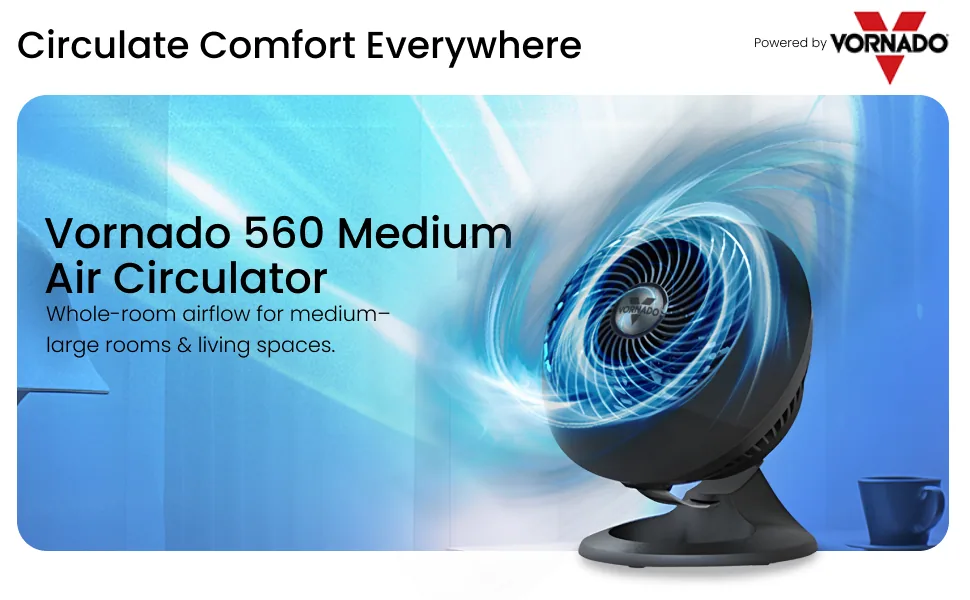 Circulate Comfort Everywhere
Powered by VORNADO
Vornado 560 Medium
Air Circulator
Whole-room airflow for medium–
large rooms & living spaces.
VORNADO